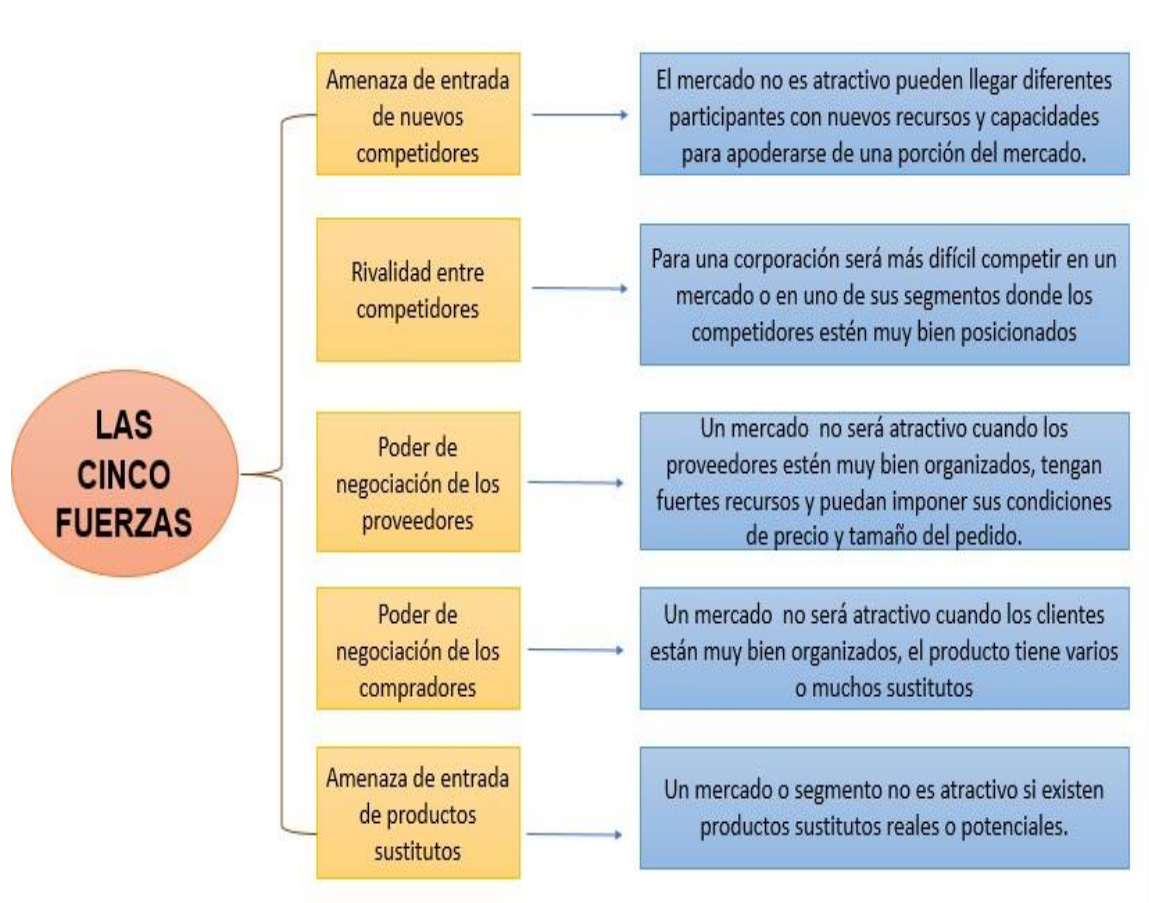 LAS
CINCO
FUERZAS
Amenaza de entrada
de nuevos
competidores
El mercado no es atractivo pueden llegar diferentes
participantes con nuevos recursos y capacidades
para apoderarse de una porción del mercado.
Rivalidad entre
competidores
Para una corporación será más difícil competir en un
mercado o en uno de sus segmentos donde los
competidores estén muy bien posicionados
Poder de
negociación de los
proveedores
Un mercado no será atractivo cuando los
proveedores estén muy bien organizados, tengan
fuertes recursos y puedan imponer sus condiciones
de precio y tamaño del pedido.
Poder de
negociación de los
compradores
Un mercado no será atractivo cuando los clientes
están muy bien organizados, el producto tiene varios
o muchos sustitutos
Amenaza de entrada
de productos
sustitutos
Un mercado o segmento no es atractivo si existen
productos sustitutos reales o potenciales.